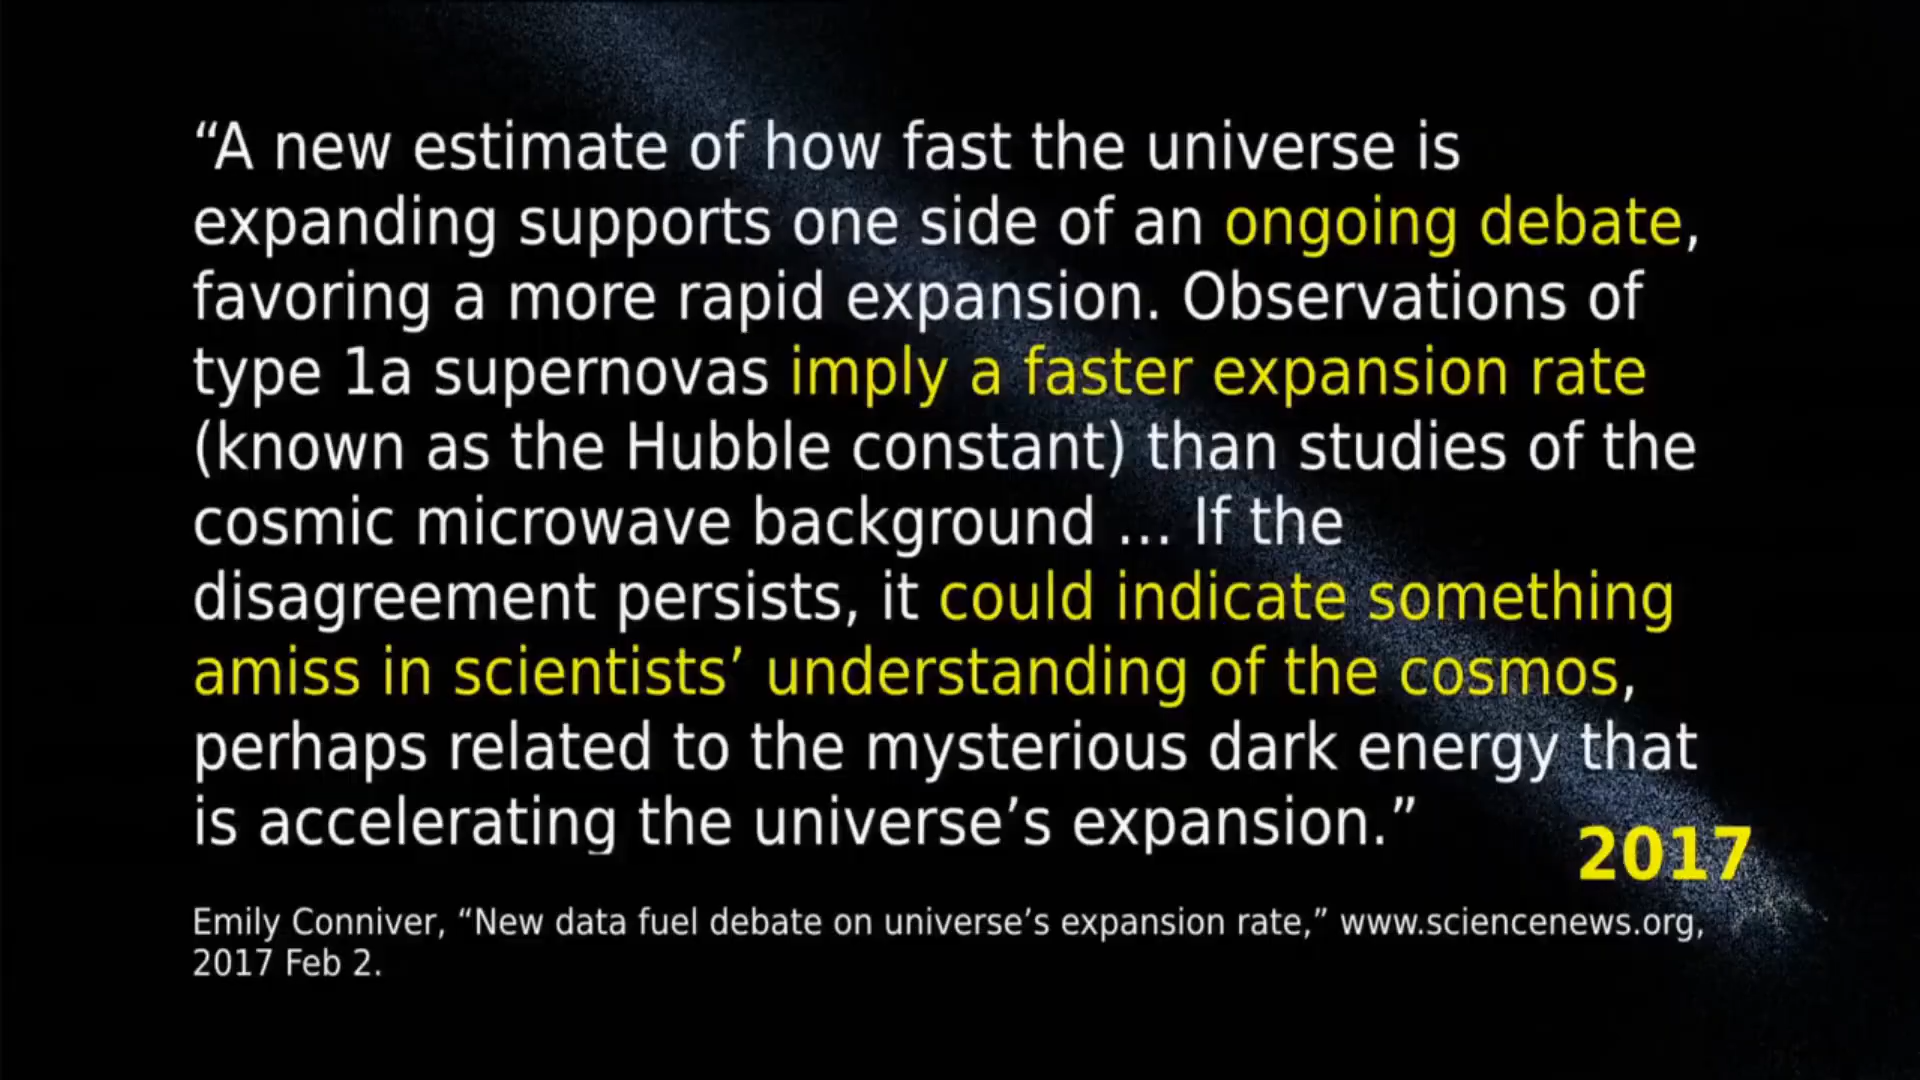 “A new estimate of how fast the universe is
expanding supports one side of an ongoing debate,
favoring a more rapid expansion. Observations of
type 1a supernovas imply a faster expansion rate
(known as the Hubble constant) than studies of the
cosmic microwave background ... If the
disagreement persists, it could indicate something
amiss in scientists’ understanding of the cosmos,
perhaps related to the mysterious dark energy that
is accelerating the universe’s expansion.”
2017
Emily Conniver, “New data fuel debate on universe’s expansion rate,” www.sciencenews.org,
2017 Feb 2.